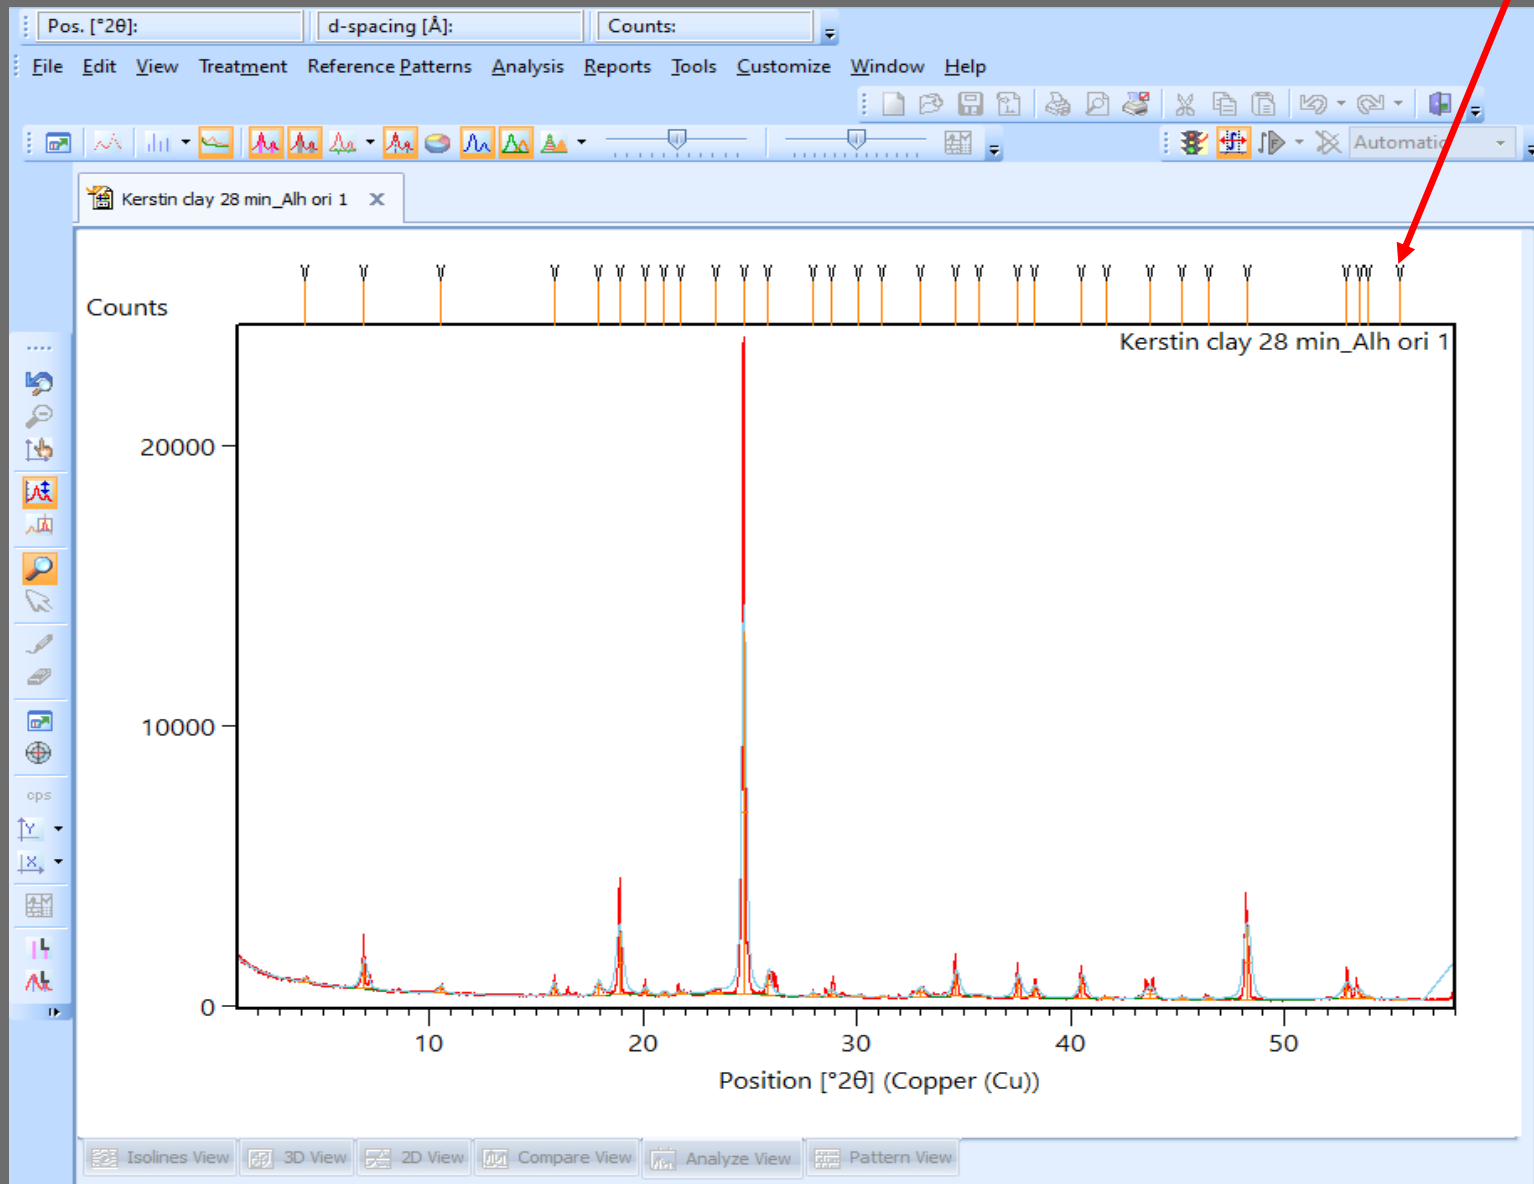 Pos. [°2θ]: d-spacing [Å]: Counts:
File Edit View Treatment Reference Patterns Analysis Reports Tools Customize Window Help
Automatic
Kerstin clay 28 min_Alh ori 1 X
Counts
Kerstin clay 28 min_Alh ori 1
20000
10000
0
10 20 30 40 50
Position [°2θ] (Copper (Cu))
cps
Isolines View 3D View 2D View Compare View Analyze View Pattern View